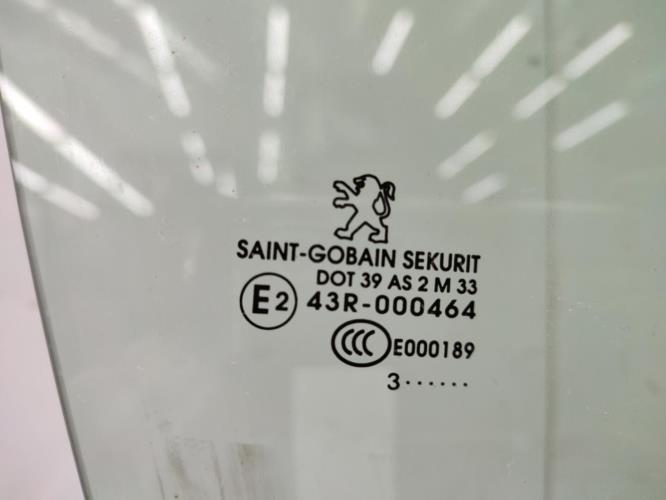 SAINT-GOBAIN SEKURIT
DOT 39 AS 2 M 33
E2 43R-000464
CCC E000189
3······